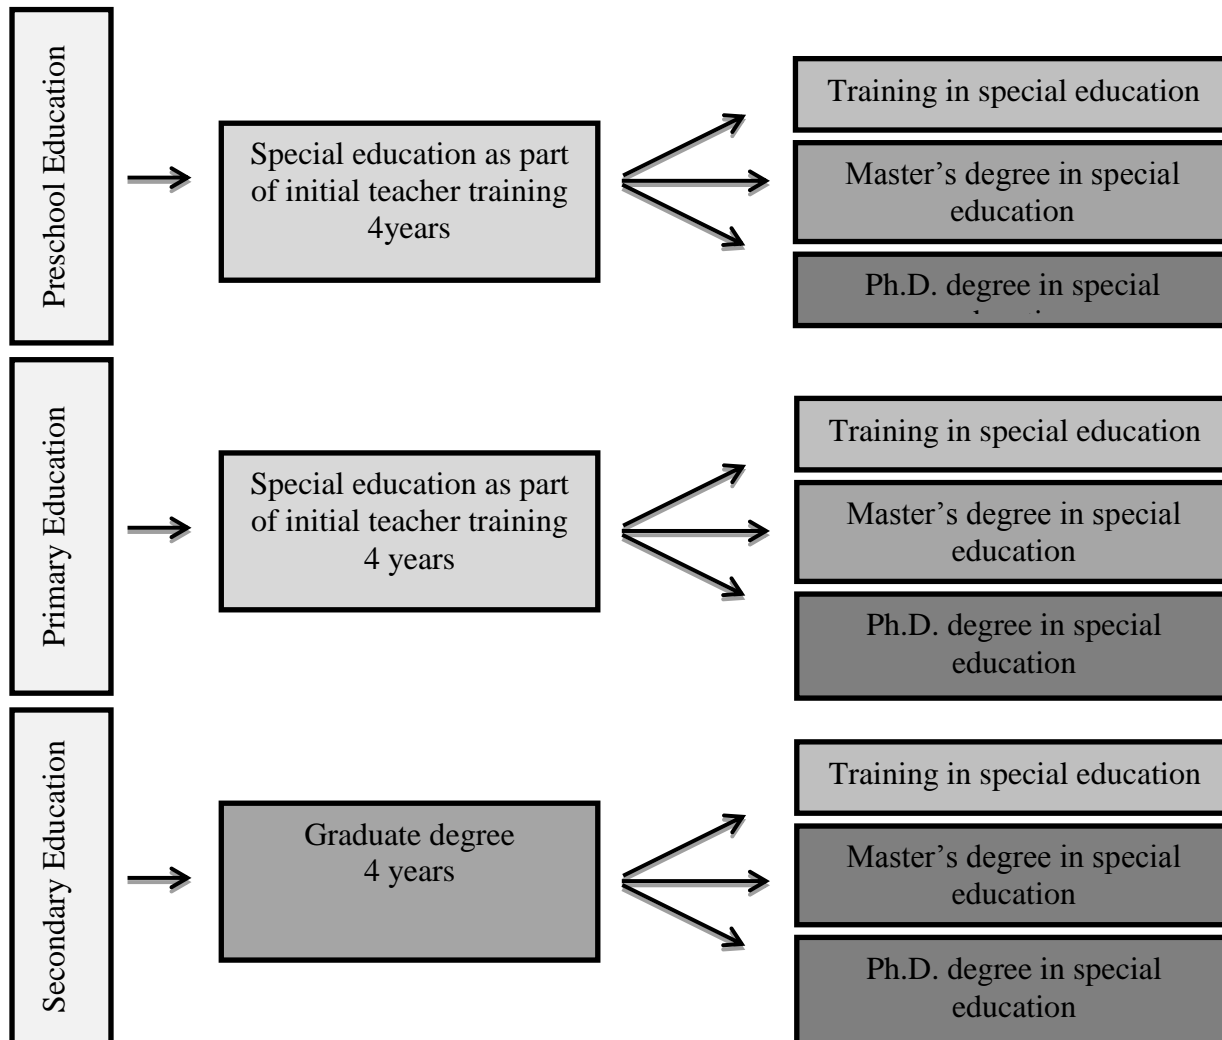 Preschool Education
Special education as part
of initial teacher training
4years
Training in special education
Master’s degree in special
education
Ph.D. degree in special
Primary Education
Special education as part
of initial teacher training
4 years
Training in special education
Master’s degree in special
education
Ph.D. degree in special
education
Secondary Education
Graduate degree
4 years
Training in special education
Master’s degree in special
education
Ph.D. degree in special
education